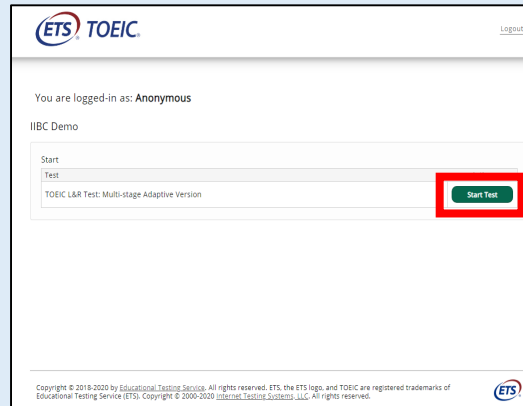 ETS TOEIC®
Logout
You are logged-in as: Anonymous
IIBC Demo
Start
Test
TOEIC L&R Test: Multi-stage Adaptive Version
Start Test
Copyright © 2018-2020 by Educational Testing Service. All rights reserved. ETS, the ETS logo, and TOEIC are registered trademarks of
Educational Testing Service (ETS). Copyright © 2000-2020 Internet Testing Systems, LLC. All rights reserved.
ETS